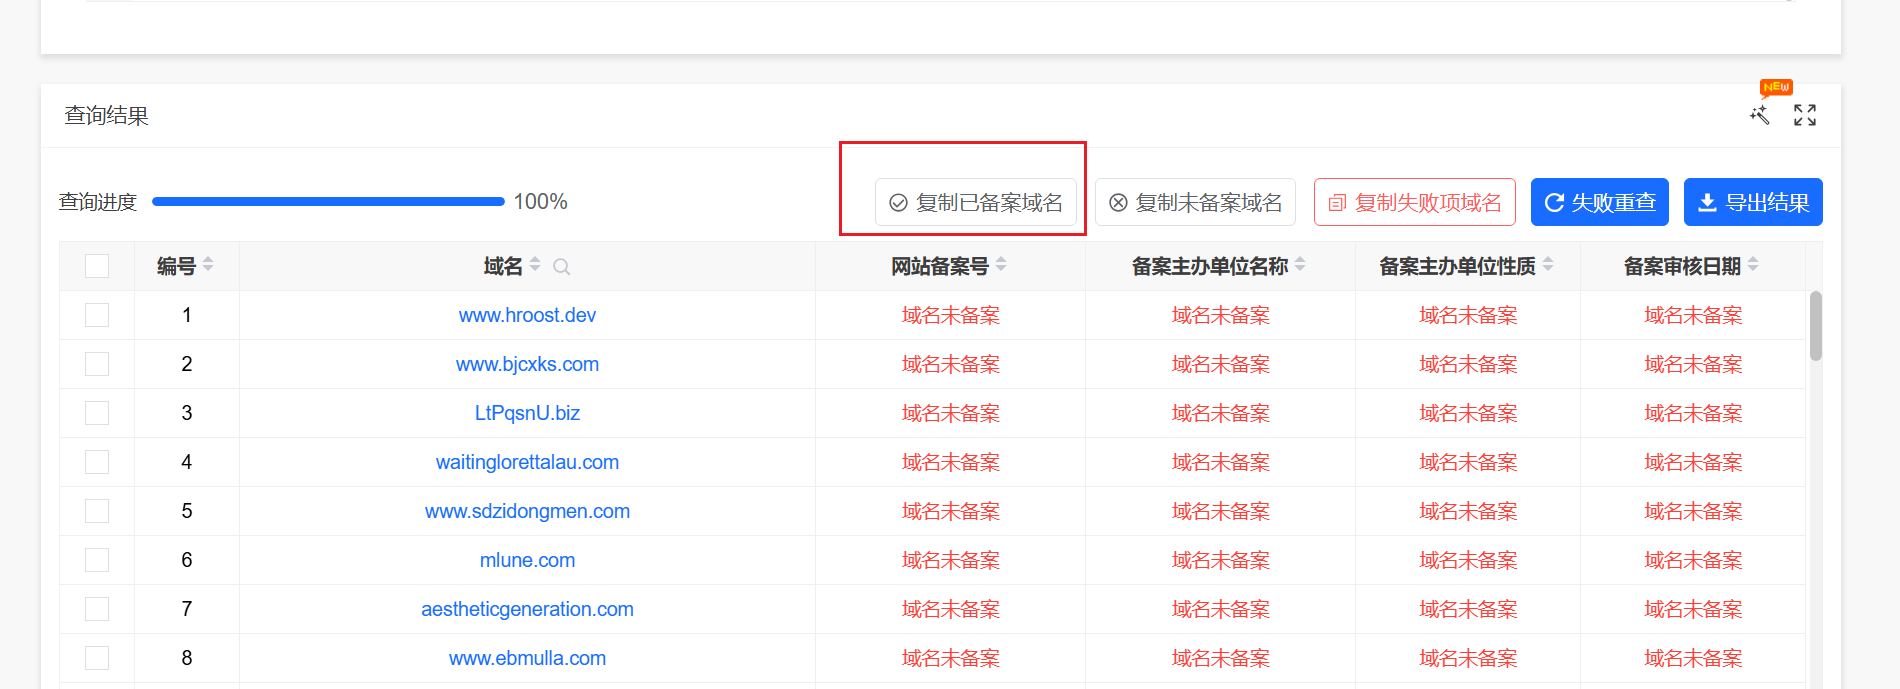 NEW
查询结果
查询进度 100% 复制已备案域名 复制未备案域名 复制失败项域名 失败重查 导出结果
编号 域名 网站备案号 备案主办单位名称 备案主办单位性质 备案审核日期
1 www.hroost.dev 域名未备案 域名未备案 域名未备案 域名未备案
2 www.bjcxks.com 域名未备案 域名未备案 域名未备案 域名未备案
3 LtPqsnU.biz 域名未备案 域名未备案 域名未备案 域名未备案
4 waitinglorettalau.com 域名未备案 域名未备案 域名未备案 域名未备案
5 www.sdzidongmen.com 域名未备案 域名未备案 域名未备案 域名未备案
6 mlune.com 域名未备案 域名未备案 域名未备案 域名未备案
7 aestheticgeneration.com 域名未备案 域名未备案 域名未备案 域名未备案
8 www.ebmulla.com 域名未备案 域名未备案 域名未备案 域名未备案